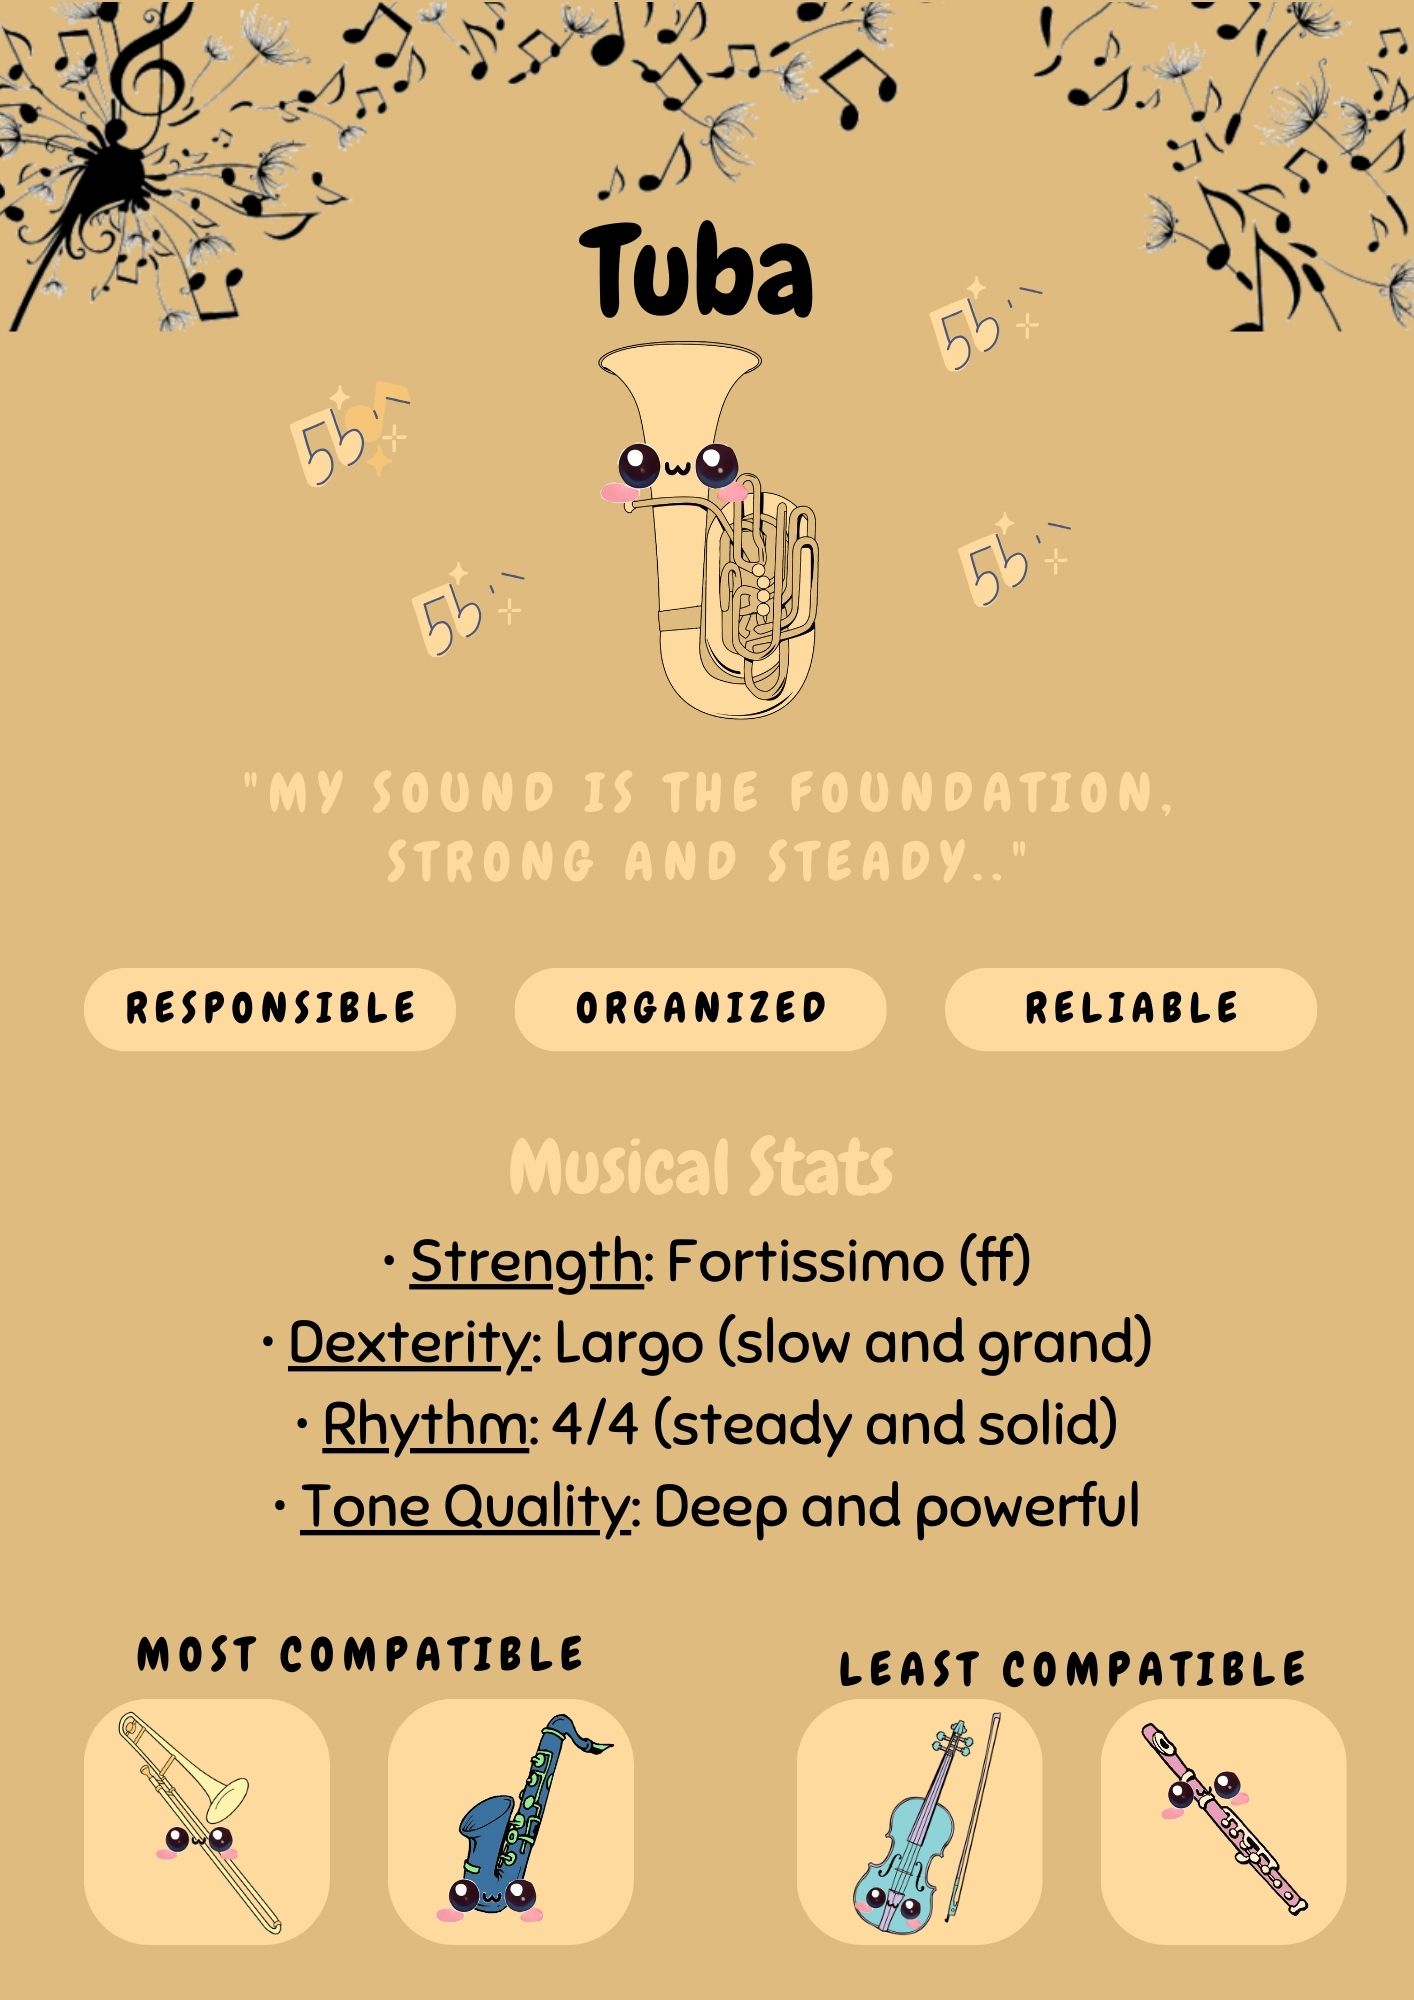 Tuba
"MY SOUND IS THE FOUNDATION,
STRONG AND STEADY.."
RESPONSIBLE
ORGANIZED
RELIABLE
Musical Stats
• Strength: Fortissimo (ff)
• Dexterity: Largo (slow and grand)
• Rhythm: 4/4 (steady and solid)
• Tone Quality: Deep and powerful
MOST COMPATIBLE
LEAST COMPATIBLE